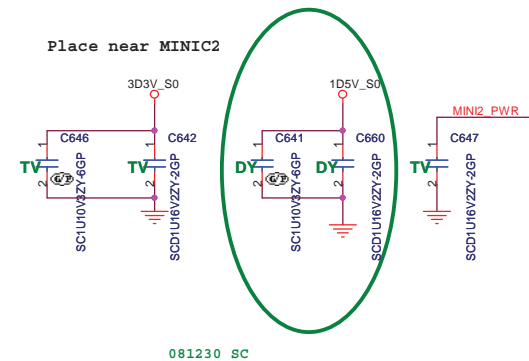 Place near MINIC2
3D3V_S0
1D5V_S0
MINI2_PWR
C646
C642
C641
C660
C647
1
1
1
1
1
TV
TV
DY
DY
TV
2
2
2
2
2
GP
GP
SC1U10V3ZY-6GP
SCD1U16V2ZY-2GP
SC1U10V3ZY-6GP
SCD1U16V2ZY-2GP
SCD1U16V2ZY-2GP
081230 SC